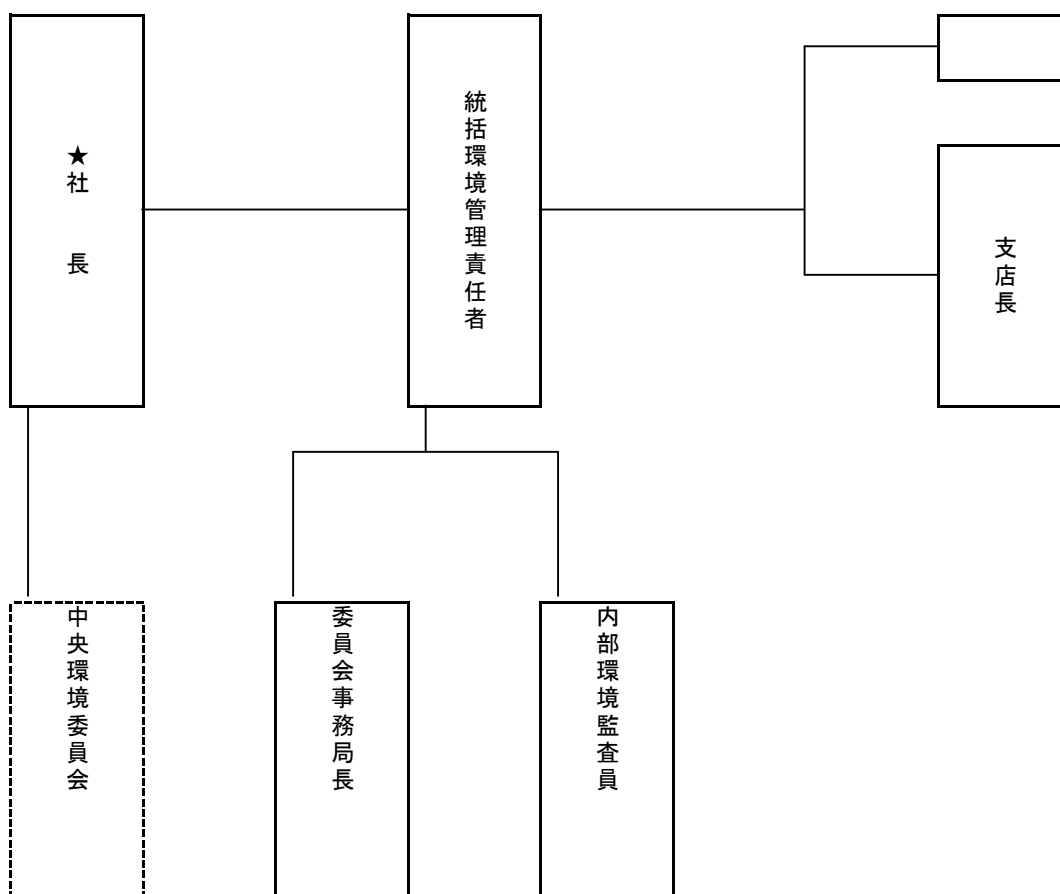 ★社　長
統括環境管理責任者
支店長
中央環境委員会
委員会事務局長
内部環境監査員